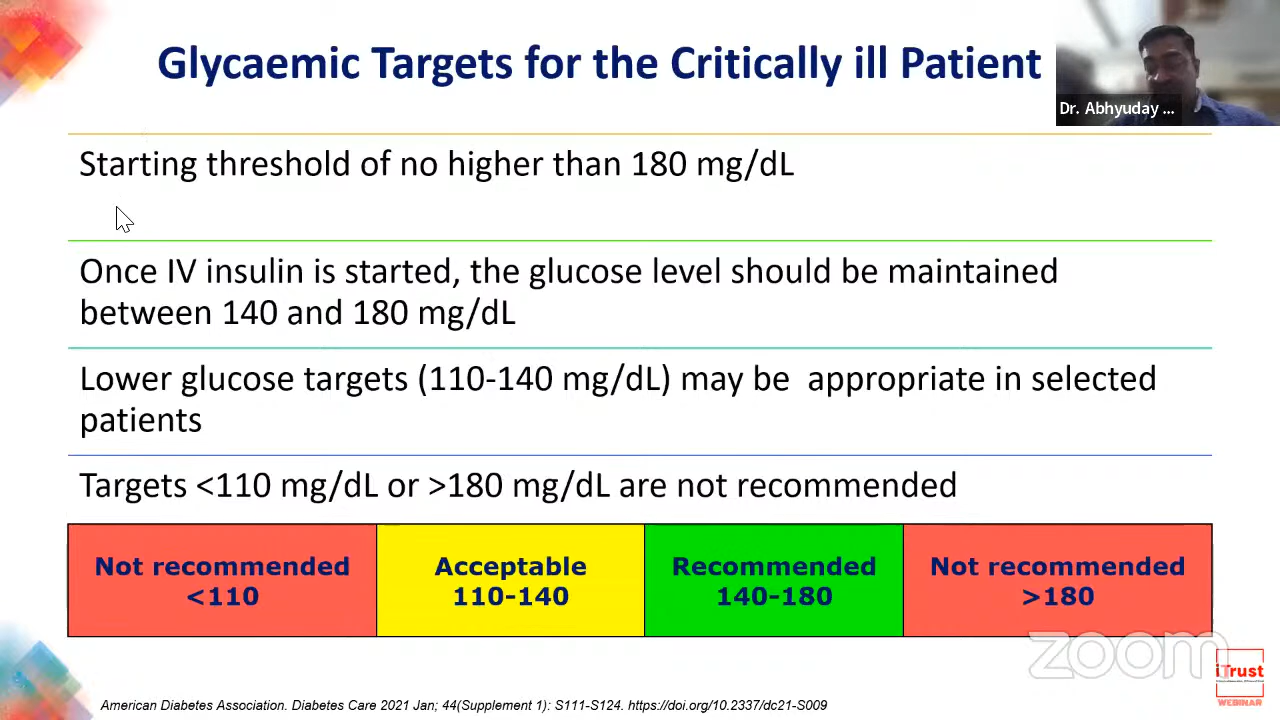 Glycaemic Targets for the Critically ill Patient
Dr. Abhyuday ...
Starting threshold of no higher than 180 mg/dL
Once IV insulin is started, the glucose level should be maintained
between 140 and 180 mg/dL
Lower glucose targets (110-140 mg/dL) may be  appropriate in selected
patients
Targets <110 mg/dL or >180 mg/dL are not recommended
Not recommended
<110
Acceptable
110-140
Recommended
140-180
Not recommended
>180
zoom
iTrust
WEBINAR
American Diabetes Association. Diabetes Care 2021 Jan; 44(Supplement 1): S111-S124. https://doi.org/10.2337/dc21-S009